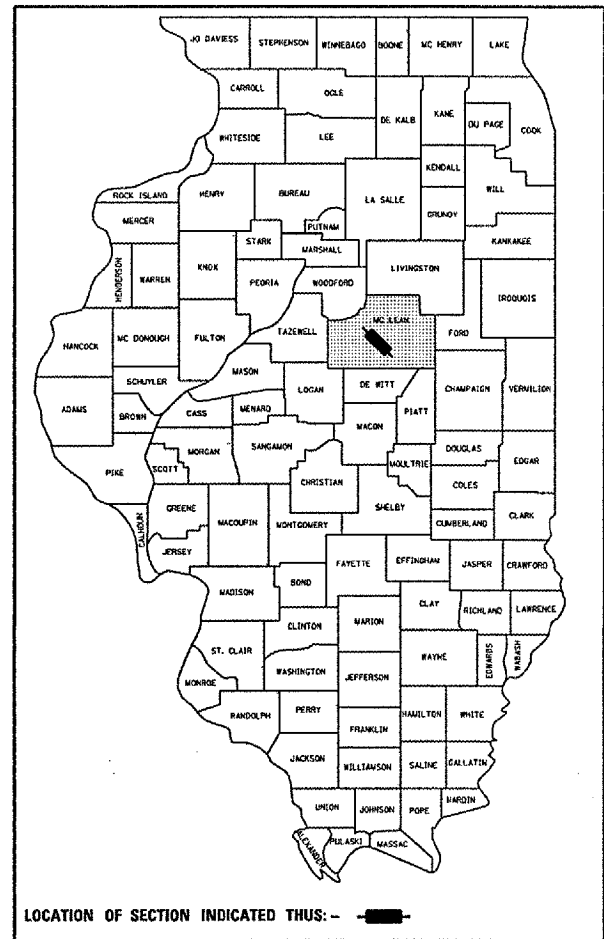 JO DAVIESS STEPHENSON WINNEBAGO BOONE MC HENRY LAKE
CARROLL OGLE
DE KALB KANE DU PAGE COOK
WHITESIDE LEE
KENDALL WILL
ROCK ISLAND HENRY BUREAU LA SALLE GRUNDY
MERCER PUTNAM
STARK MARSHALL KANKAKEE
HENDERSON WARREN KNOX PEORIA WOODFORD LIVINGSTON IROQUOIS
MC LEAN
HANCOCK MC DONOUGH FULTON TAZEWELL FORD
MASON
SCHUYLER LOGAN DE WITT CHAMPAIGN VERMILION
ADAMS BROWN CASS MENARD PIATT
MACON
MORGAN SANGAMON DOUGLAS
PIKE SCOTT MOULTRIE EDGAR
CHRISTIAN COLES
GREENE SHELBY
CALHOUN MACOUPIN MONTGOMERY CUMBERLAND CLARK
JERSEY
FAYETTE EFFINGHAM JASPER CRAWFORD
BOND
MADISON CLAY
CLINTON MARION RICHLAND LAWRENCE
ST. CLAIR WAYNE EDWARDS WABASH
WASHINGTON JEFFERSON
MONROE
RANDOLPH PERRY HAMILTON WHITE
FRANKLIN
JACKSON
WILLIAMSON SALINE GALLATIN
HARDIN
UNION JOHNSON POPE
ALEXANDER PULASKI MASSAC
LOCATION OF SECTION INDICATED THUS: -